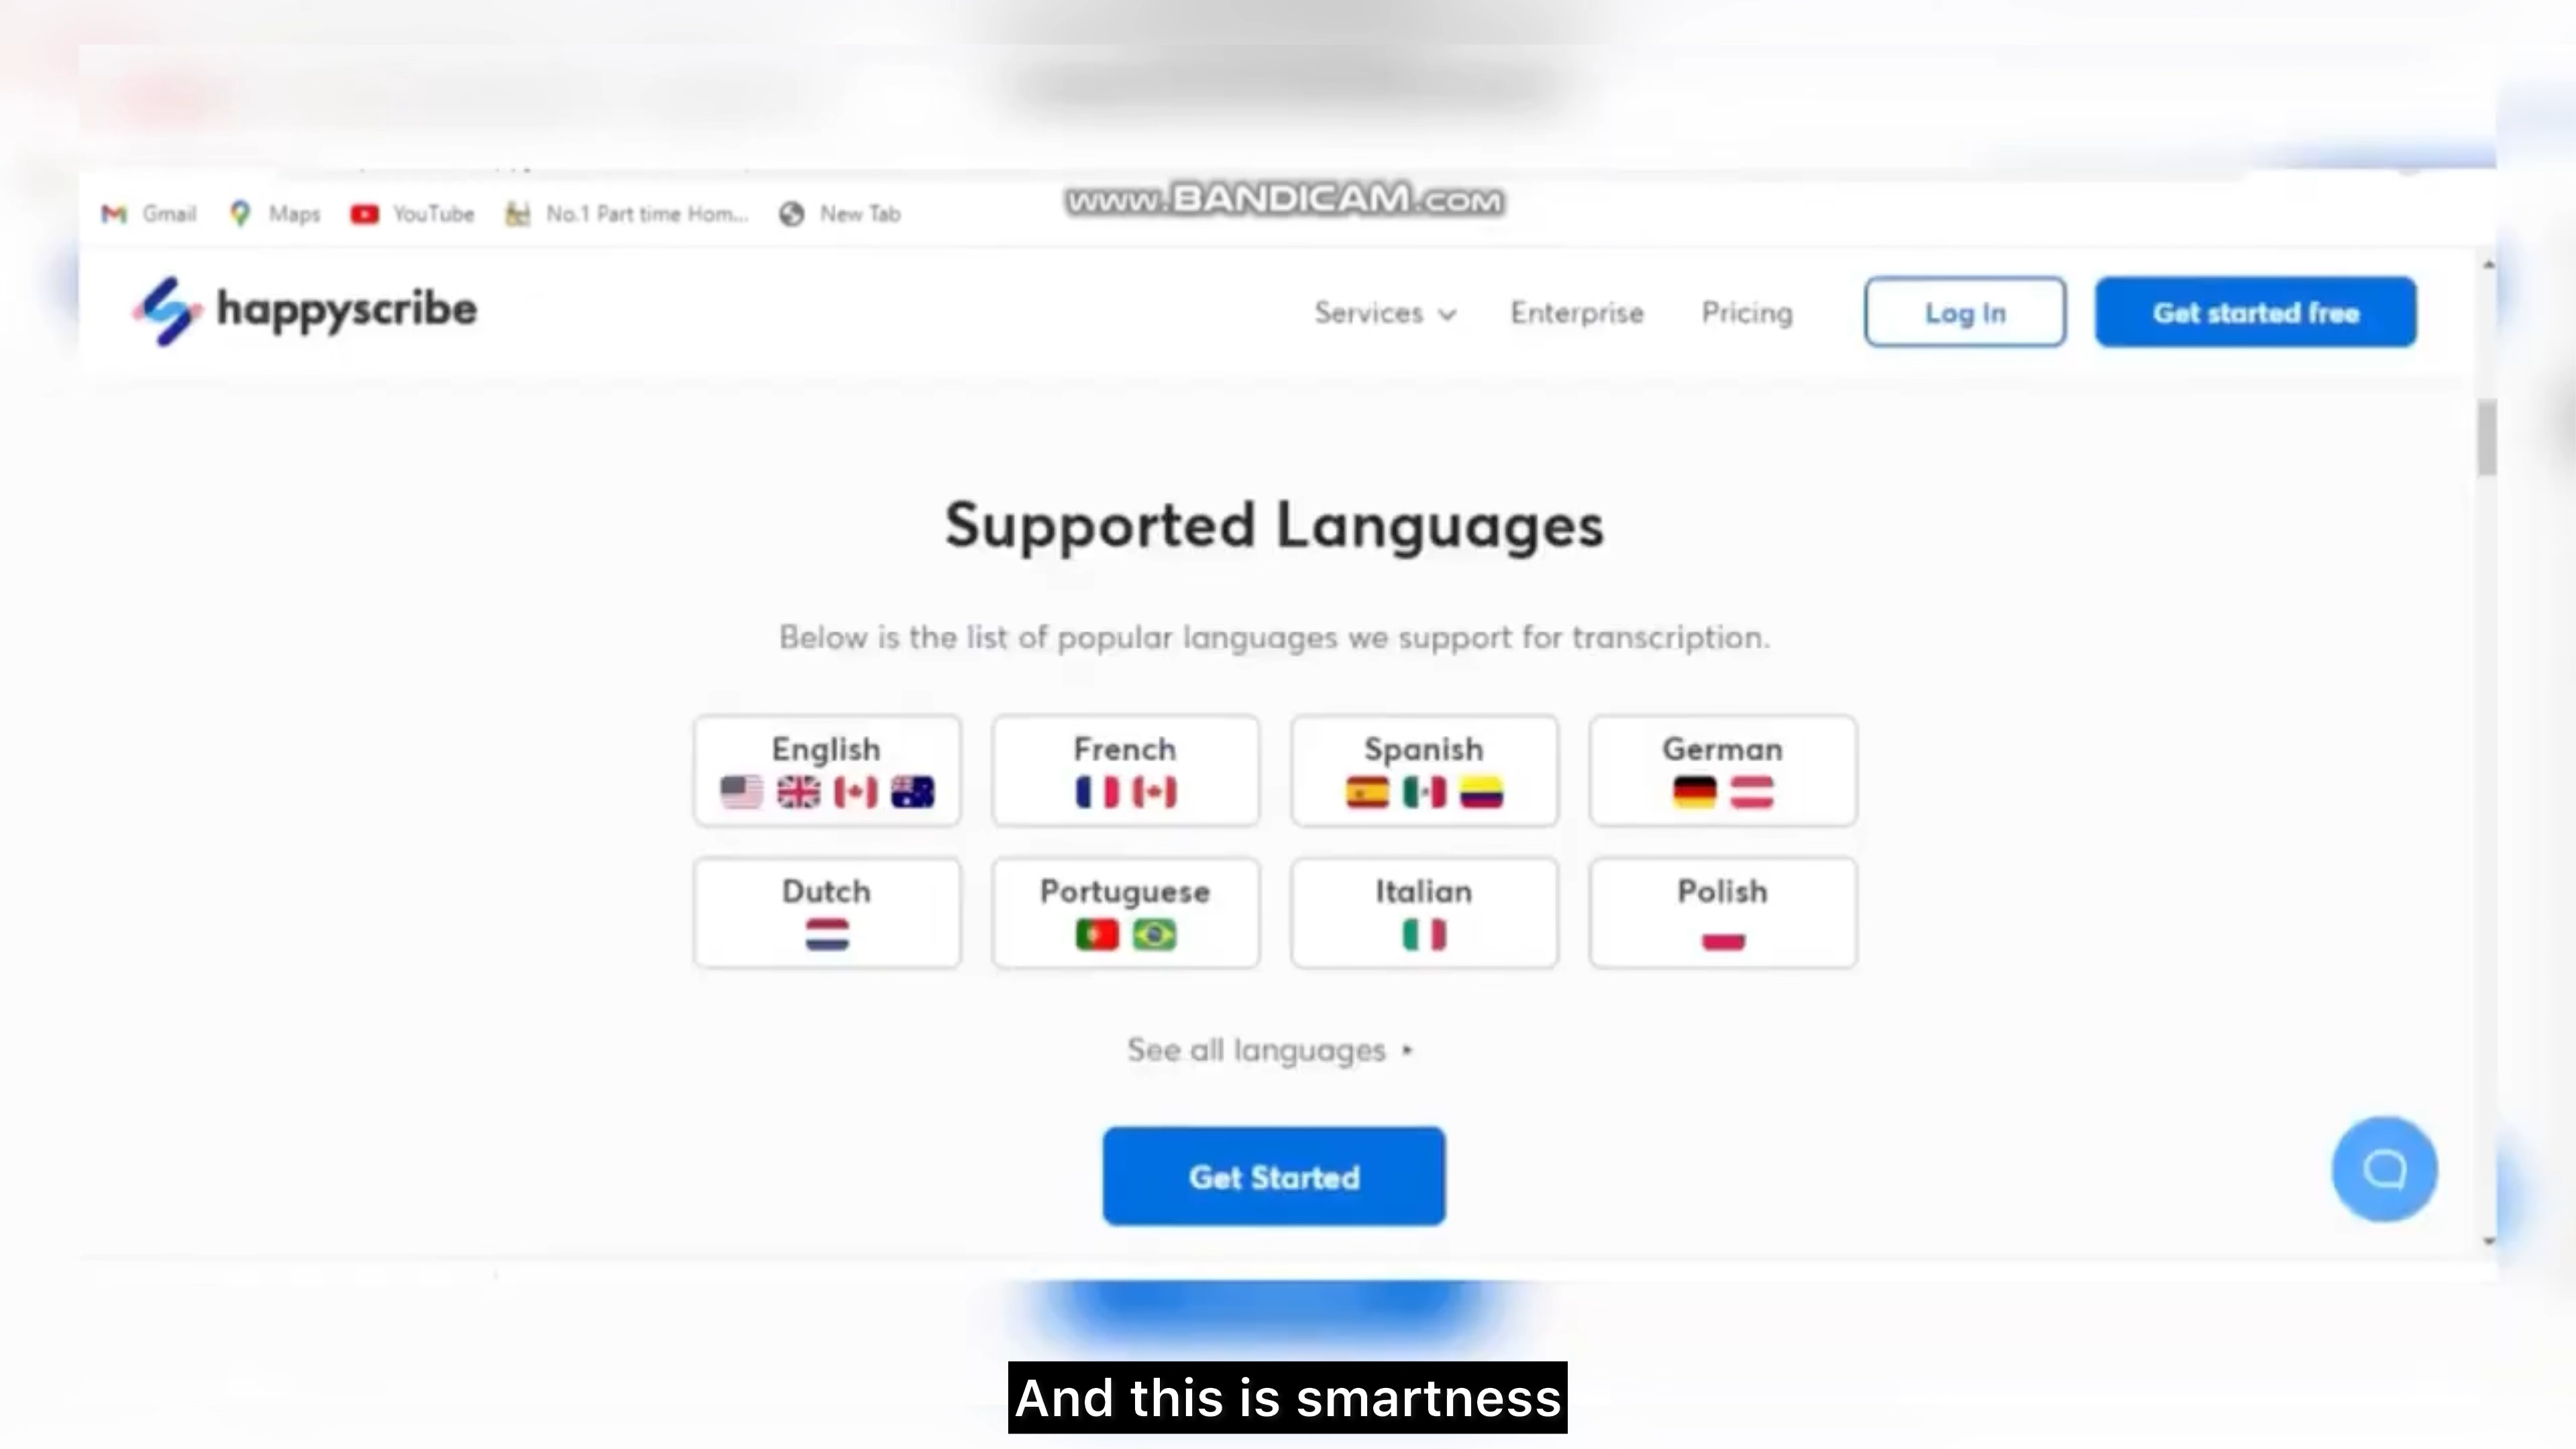 www.BANDICAM.com
Gmail
Maps
YouTube
No.1 Part time Hom...
New Tab
happyscribe
Services
Enterprise
Pricing
Log In
Get started free
Supported Languages
Below is the list of popular languages we support for transcription.
English
French
Spanish
German
Dutch
Portuguese
Italian
Polish
See all languages
Get Started
And this is smartness